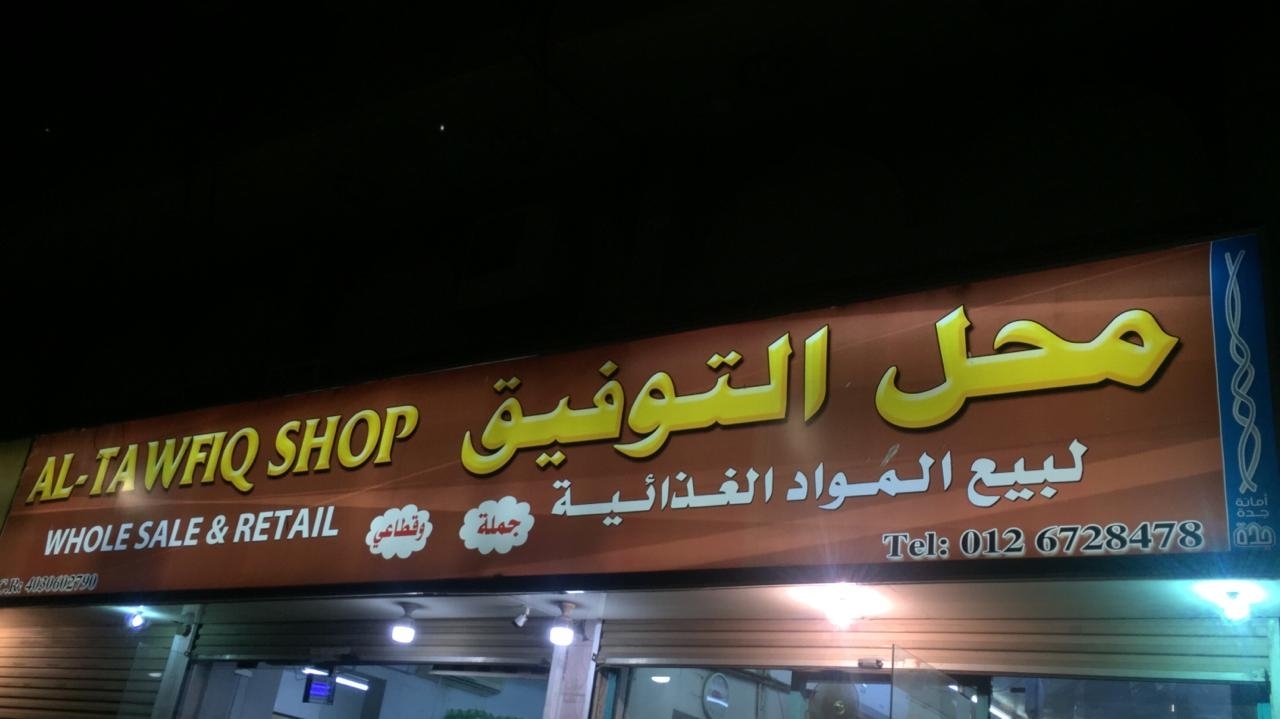 محل التوفيق
AL-TAWFIQ SHOP
لبيع المواد الغذائية
جملة
وقطاعي
WHOLE SALE & RETAIL
Tel: 012 6728478
C.R: 4030602790
أمانة
جدة
جدة